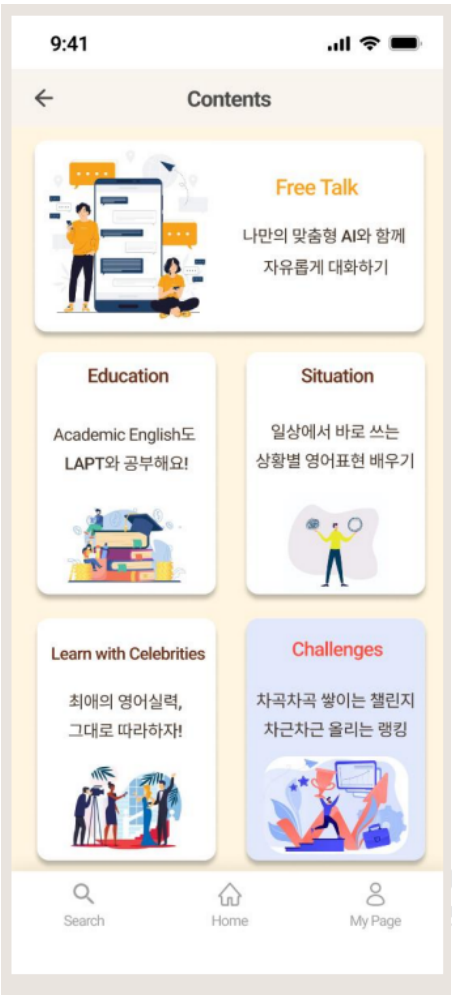 9:41
Contents
Free Talk
나만의 맞춤형 AI와 함께
자유롭게 대화하기
Education
Academic English도
LAPT와 공부해요!
Situation
일상에서 바로 쓰는
상황별 영어표현 배우기
Learn with Celebrities
최애의 영어실력,
그대로 따라하자!
Challenges
차곡차곡 쌓이는 챌린지
차근차근 올리는 랭킹
Search
Home
My Page